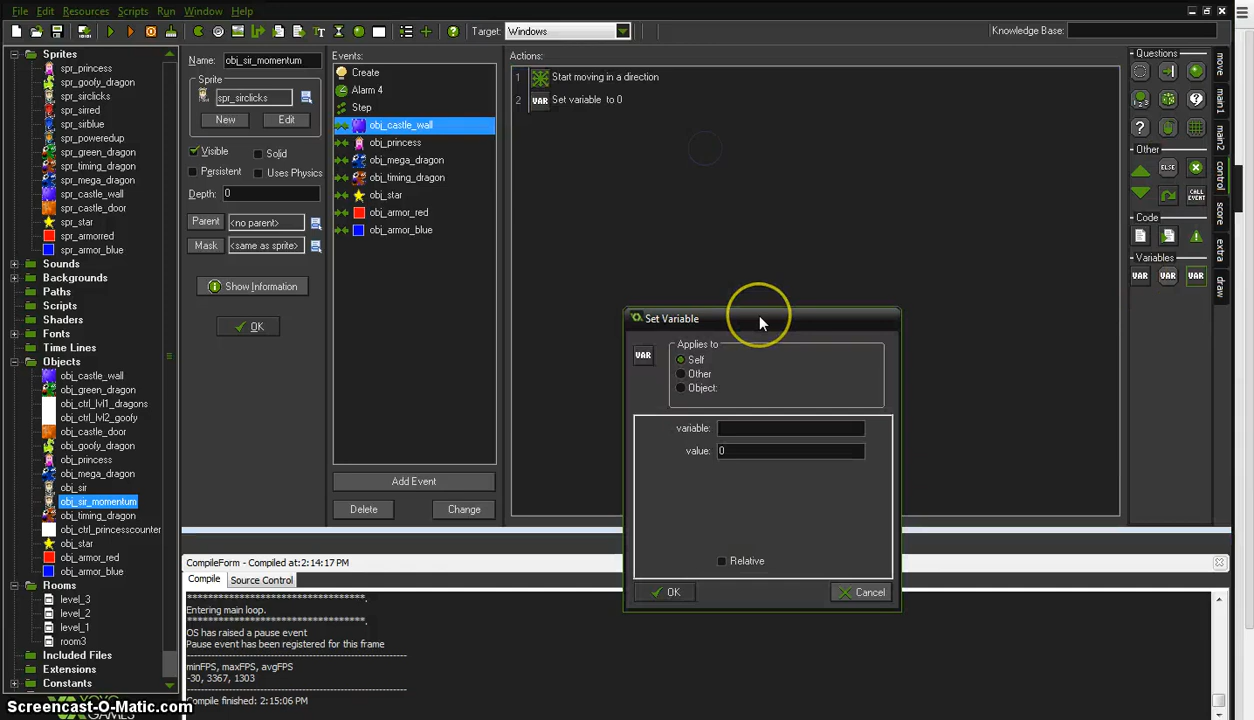 File Edit Resources Scripts Run Window Help
Target: Windows
Knowledge Base:
Sprites
spr_princess
spr_goofly_dragon
spr_sirclicks
spr_sirred
spr_sirblue
spr_poweredup
spr_green_dragon
spr_timing_dragon
spr_mega_dragon
spr_castle_wall
spr_castle_door
spr_star
spr_armorred
spr_armor_blue
Sounds
Backgrounds
Paths
Scripts
Shaders
Fonts
Time Lines
Objects
obj_castle_wall
obj_green_dragon
obj_ctrl_lvl1_dragons
obj_ctrl_lvl2_goofy
obj_castle_door
obj_goofy_dragon
obj_princess
obj_mega_dragon
obj_sir
obj_sir_momentum
obj_timing_dragon
obj_ctrl_princesscounter
obj_star
obj_armor_red
obj_armor_blue
Rooms
level_3
level_2
level_1
room3
Included Files
Extensions
Constants
Name: obj_sir_momentum
Sprite
spr_sirclicks
New Edit
Visible Solid
Persistent Uses Physics
Depth: 0
Parent <no parent>
Mask <same as sprite>
Show Information
OK
Events:
Create
Alarm 4
Step
obj_castle_wall
obj_princess
obj_mega_dragon
obj_timing_dragon
obj_star
obj_armor_red
obj_armor_blue
Add Event
Delete Change
Actions:
1 Start moving in a direction
2 VAR Set variable to 0
Set Variable
VAR
Applies to
Self
Other
Object:
variable:
value: 0
Relative
OK Cancel
Questions
Other
ELSE
CALL EVENT
Code
Variables
VAR VAR VAR
move
main1
main2
control
score
extra
draw
CompileForm - Compiled at:2:14:17 PM
Compile Source Control
***********************************.
Entering main loop.
***********************************.
OS has raised a pause event
Pause event has been registered for this frame
minFPS, maxFPS, avgFPS
-30, 3367, 1303
Compile finished: 2:15:06 PM
Screencast-O-Matic.com